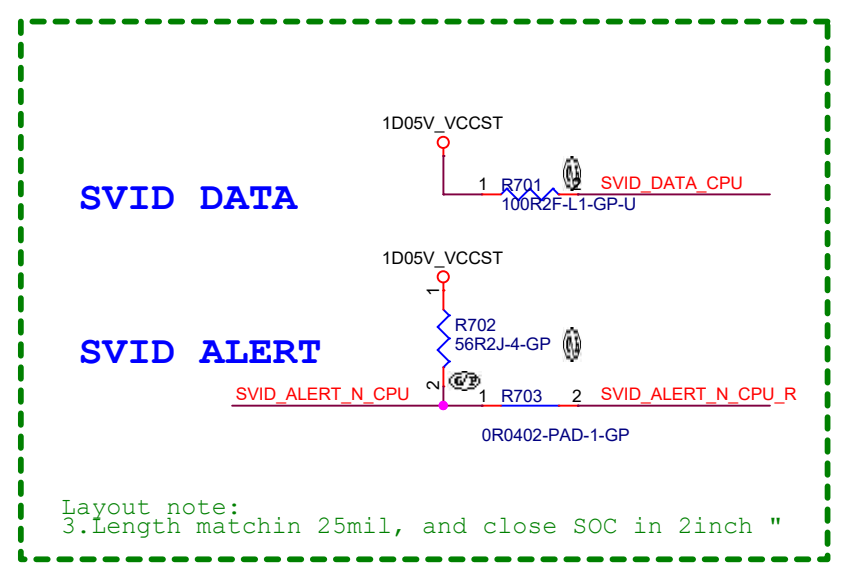 1D05V_VCCST
1 R701 2 SVID_DATA_CPU
SVID DATA
100R2F-L1-GP-U
1D05V_VCCST
1
R702
SVID ALERT
56R2J-4-GP
2
G/P
SVID_ALERT_N_CPU
1 R703 2 SVID_ALERT_N_CPU_R
0R0402-PAD-1-GP
Layout note:
3.Length matchin 25mil, and close SOC in 2inch "